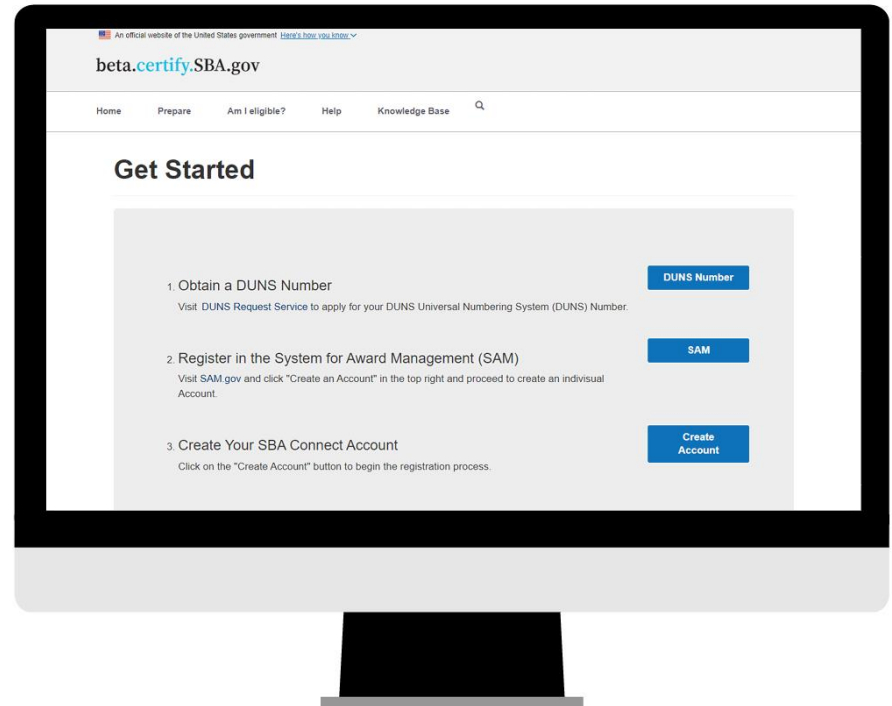 An official website of the United States government Here's how you know
beta.certify.SBA.gov
Home Prepare Am I eligible? Help Knowledge Base
Get Started
1. Obtain a DUNS Number
DUNS Number
Visit DUNS Request Service to apply for your DUNS Universal Numbering System (DUNS) Number.
2. Register in the System for Award Management (SAM)
SAM
Visit SAM.gov and click "Create an Account" in the top right and proceed to create an indivisual
Account.
3. Create Your SBA Connect Account
Create
Account
Click on the "Create Account" button to begin the registration process.